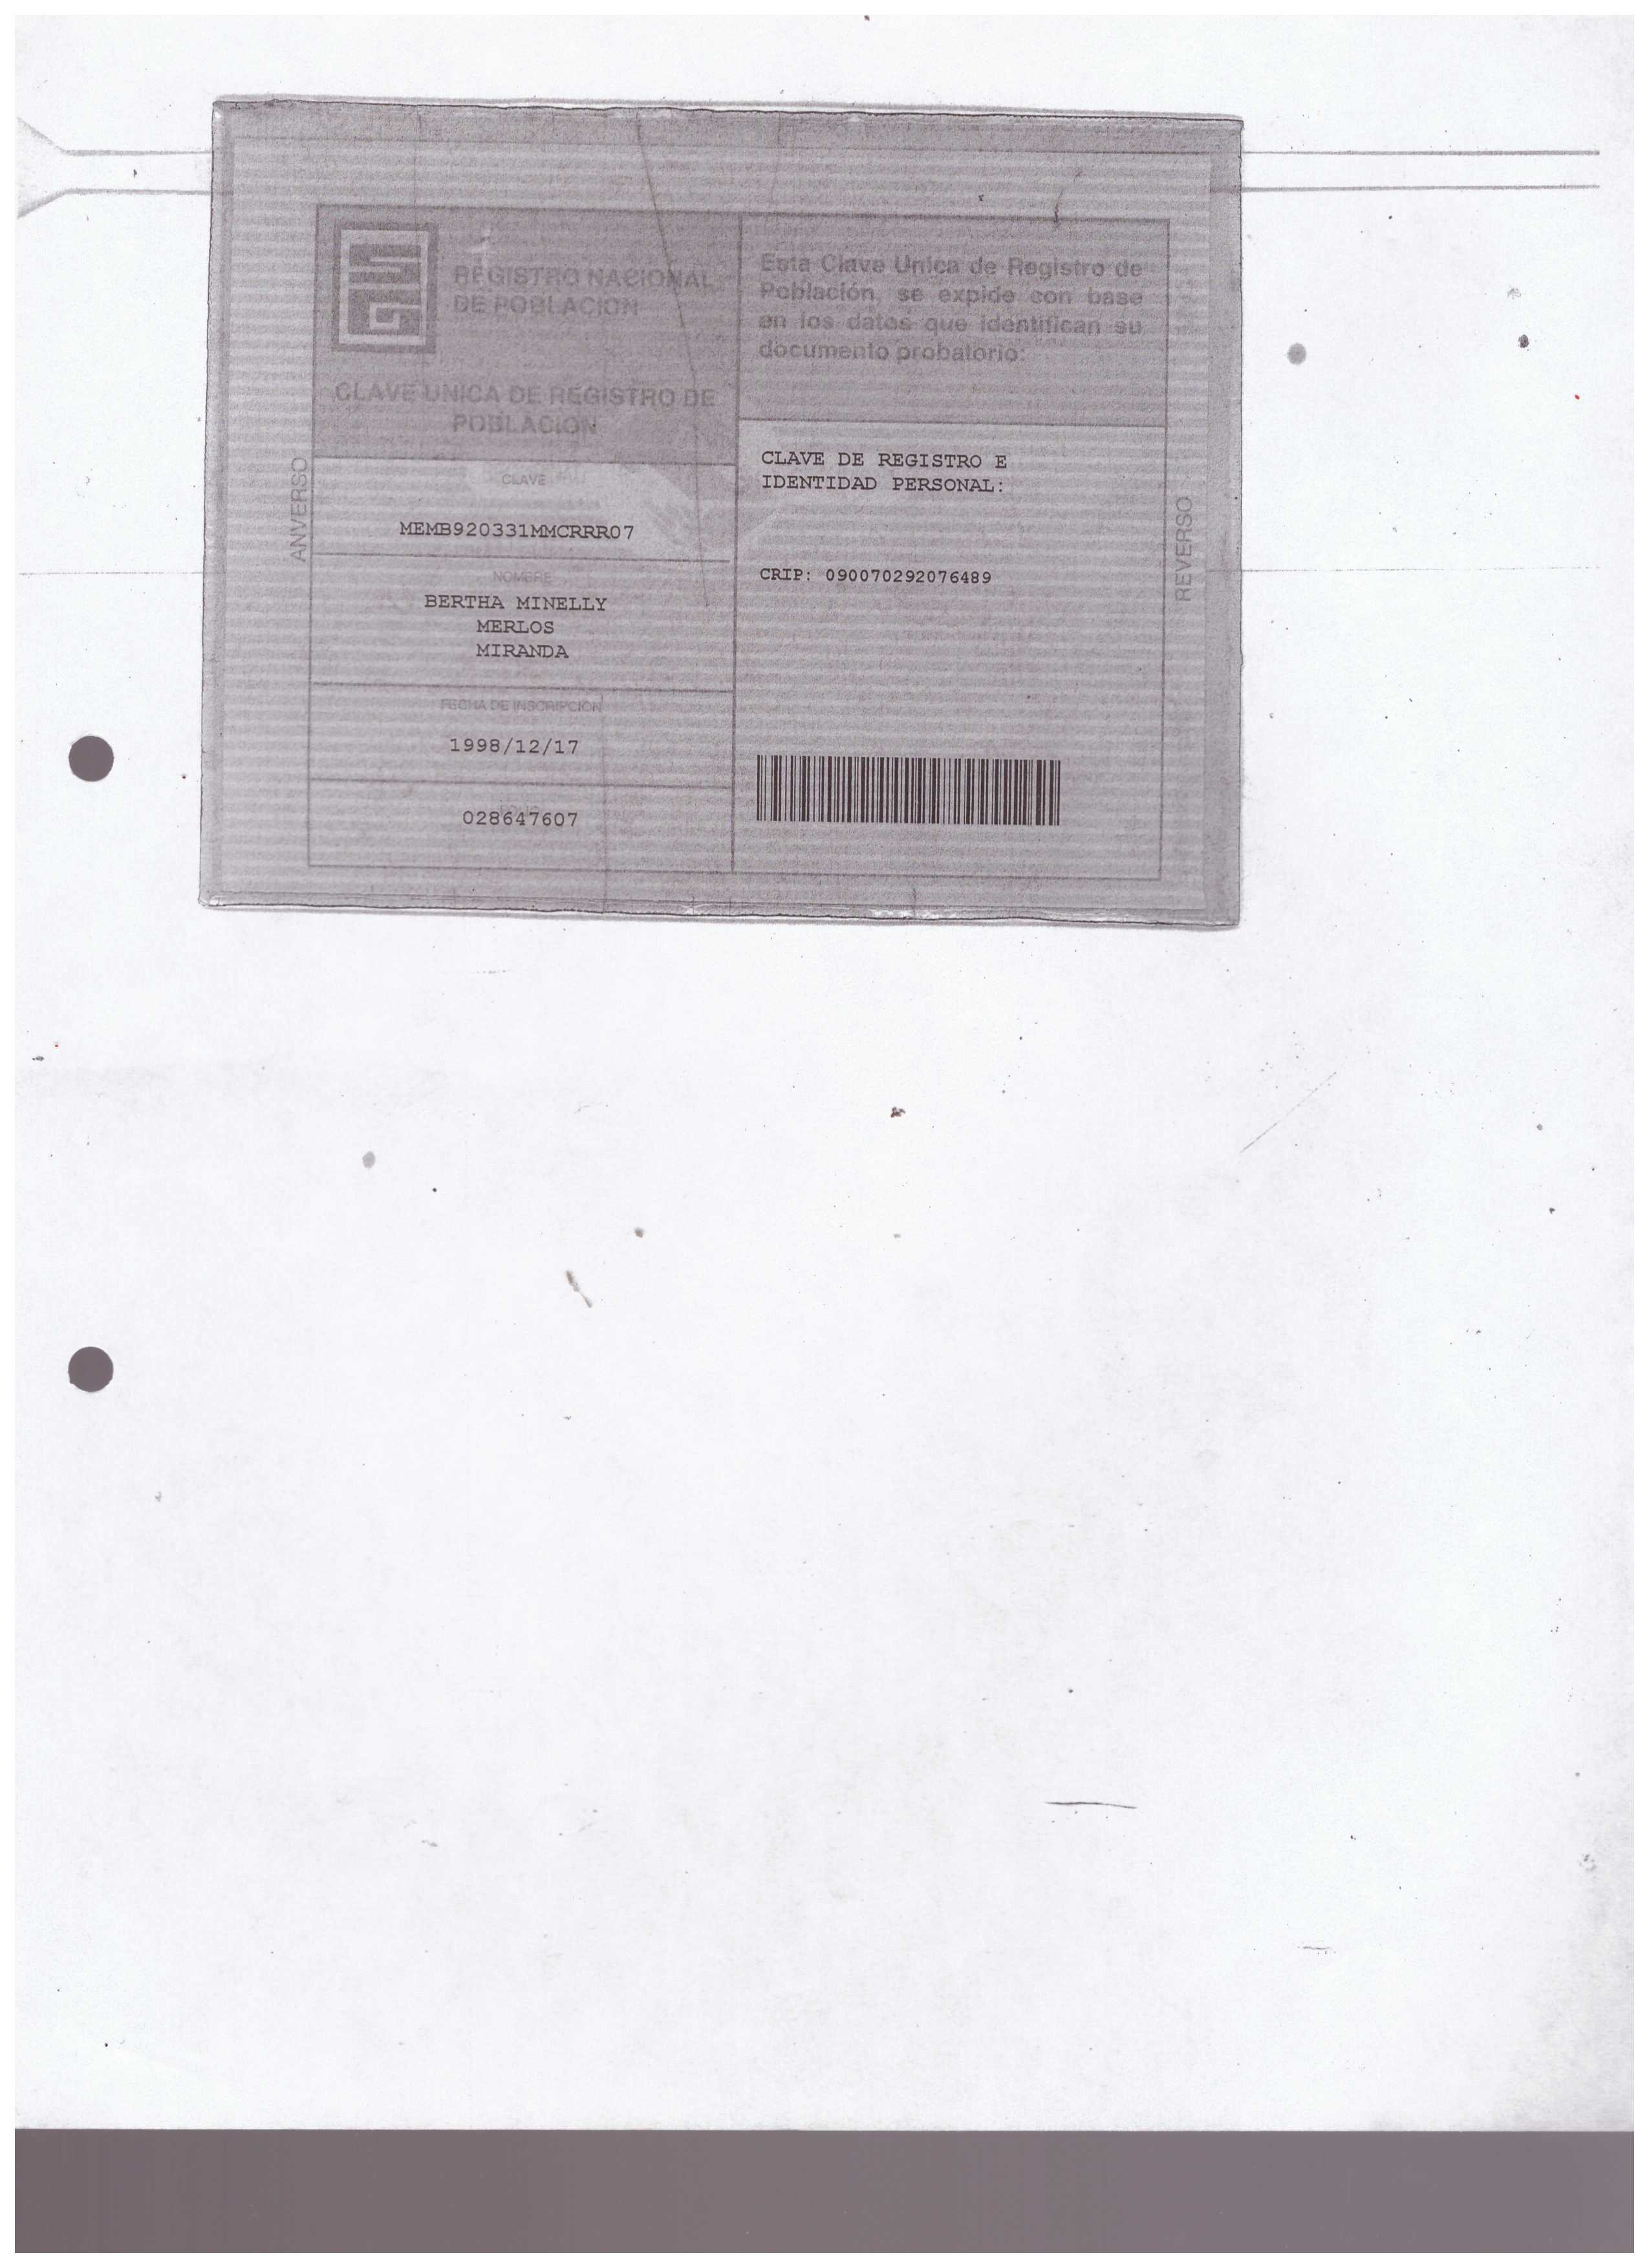 REGISTRO NACIONAL
DE POBLACION
CLAVE UNICA DE REGISTRO DE
POBLACION
ANVERSO
CLAVE
MEMB920331MMCRRR07
NOMBRE
BERTHA MINELLY
MERLOS
MIRANDA
FECHA DE INSCRIPCION
1998/12/17
028647607
Esta Clave Unica de Registro de
Población, se expide con base
en los datos que identifican su
documento probatorio:
CLAVE DE REGISTRO E
IDENTIDAD PERSONAL:
CRIP: 090070292076489
REVERSO